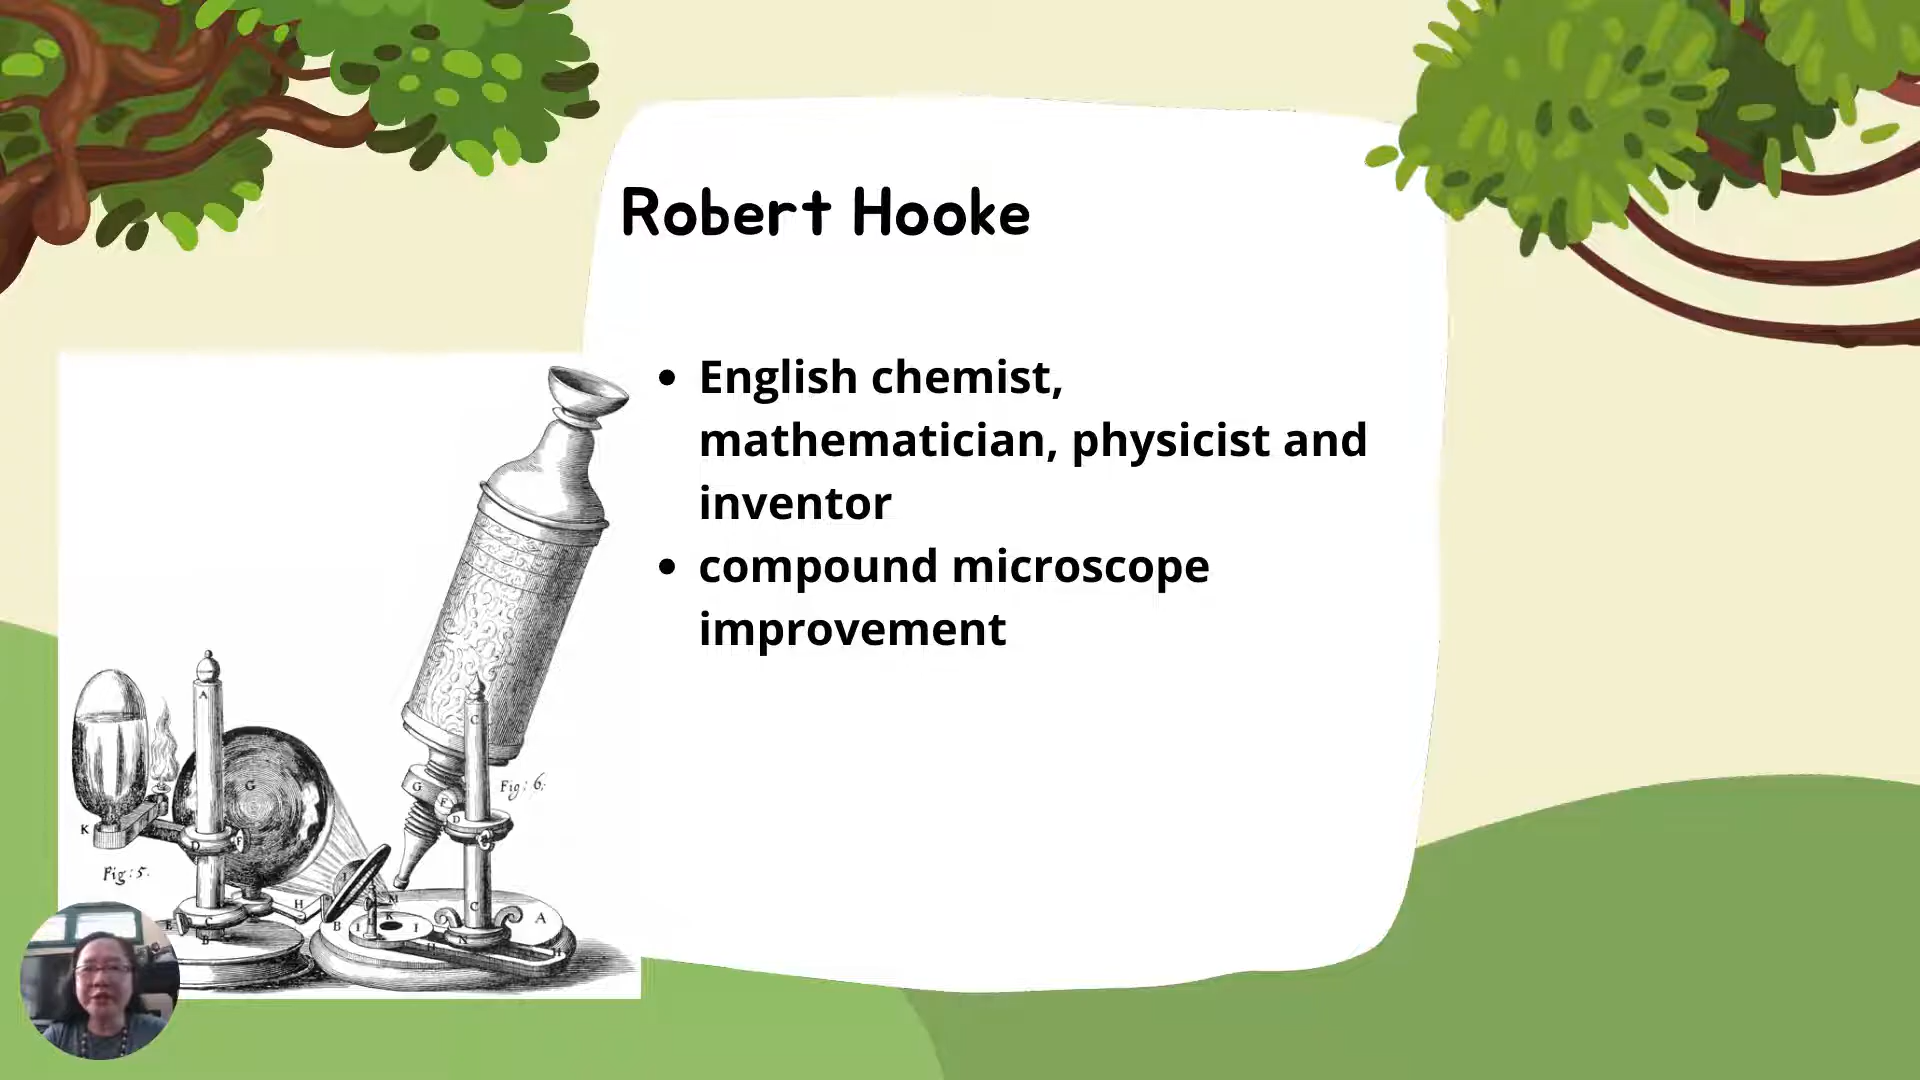 Robert Hooke
• English chemist,
mathematician, physicist and
inventor
• compound microscope
improvement
A
C
G
G
F
D
Fig: 6.
K
D
F
Fig: 5.
I
H
M
K
C
E
C
B
I
I
B
A
B
N
H
H